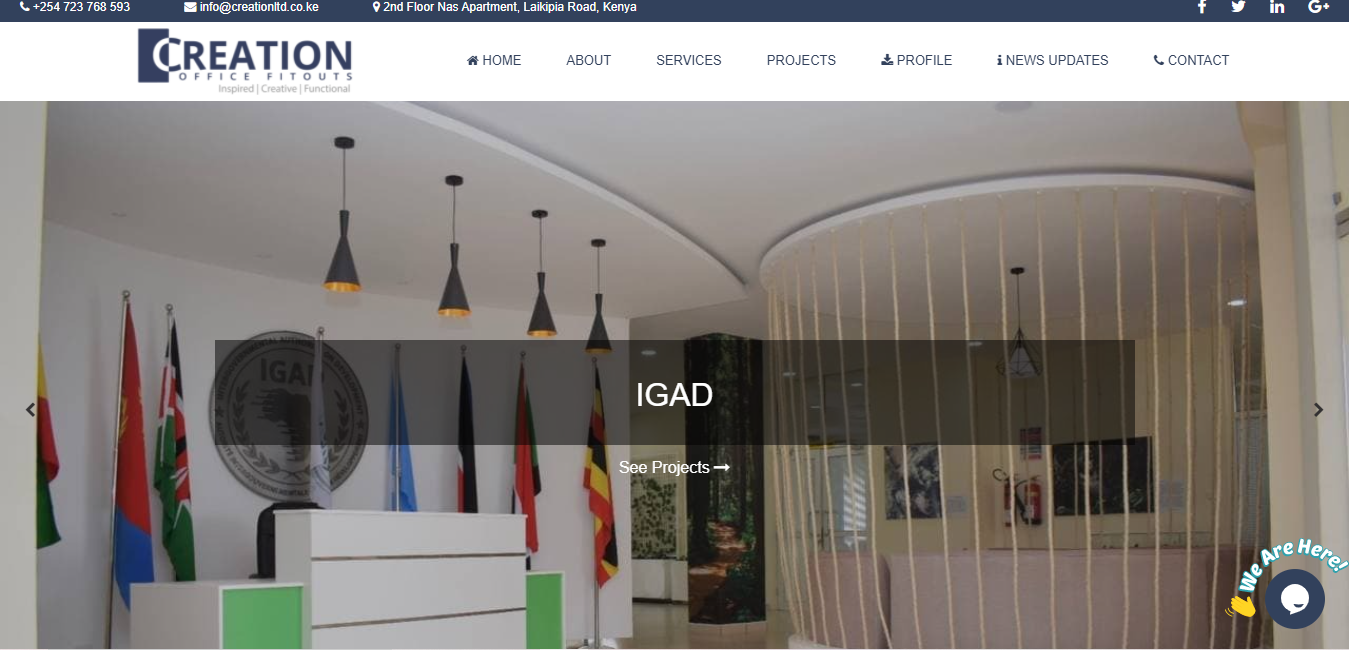 +254 723 768 593
info@creationltd.co.ke
2nd Floor Nas Apartment, Laikipia Road, Kenya
CREATION
OFFICE FITOUTS
Inspired | Creative | Functional
HOME
ABOUT
SERVICES
PROJECTS
PROFILE
NEWS UPDATES
CONTACT
IGAD
IGAD
See Projects
We Are Here!